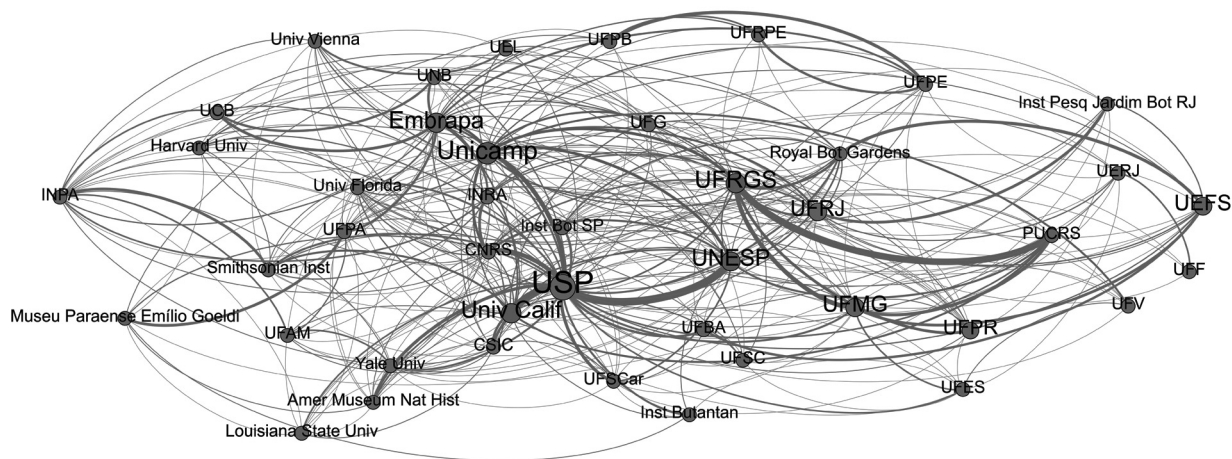 Univ Vienna
UEL
UFPB
UFRPE
UNB
UFPE
UCB
Embrapa
UFG
Inst Pesq Jardim Bot RJ
Harvard Univ
Unicamp
Royal Bot Gardens
UERJ
INPA
Univ Florida
INRA
UFRGS
UFRJ
UEFS
UFPA
Inst Bot SP
PUCRS
CNRS
UNESP
Smithsonian Inst
UFF
USP
Museu Paraense Emílio Goeldi
Univ Calif
UFMG
UFV
UFAM
UFBA
UFPR
CSIC
UFSC
Yale Univ
UFSCar
UFES
Amer Museum Nat Hist
Inst Butantan
Louisiana State Univ